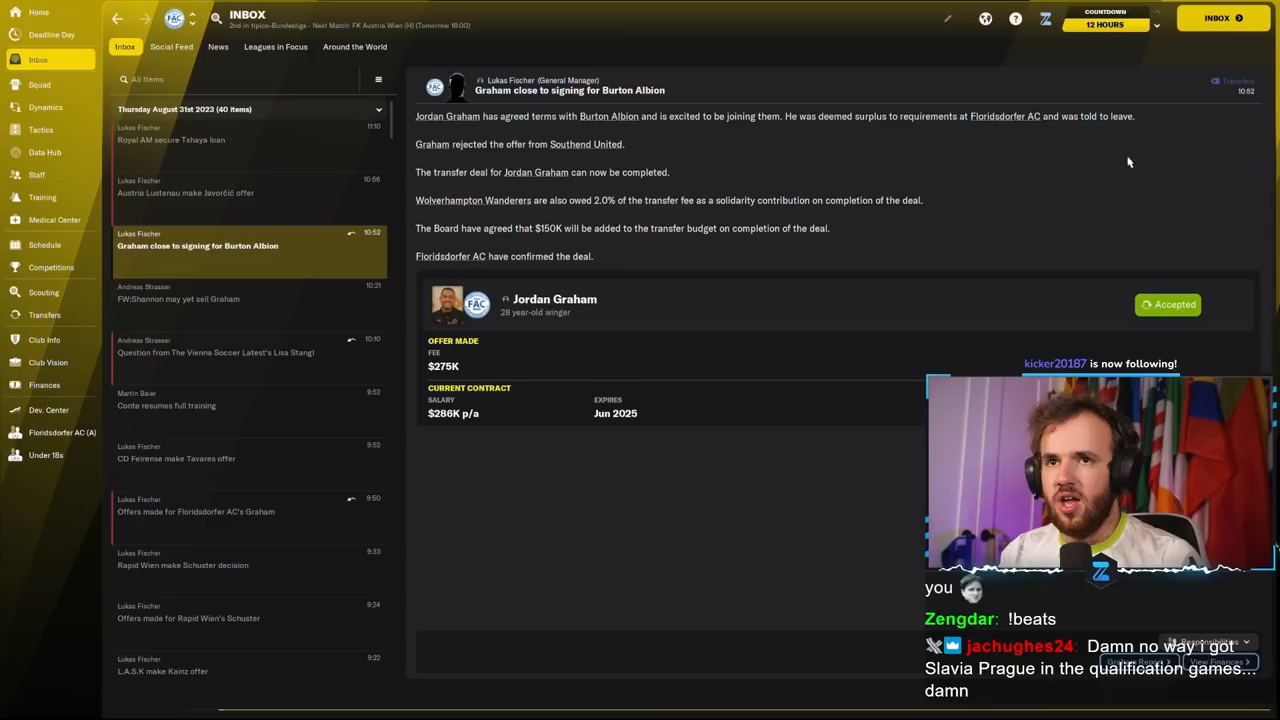 Home
Deadline Day
Inbox
Squad
Dynamics
Tactics
Data Hub
Staff
Training
Medical Center
Schedule
Competitions
Scouting
Transfers
Club Info
Club Vision
Finances
Dev. Center
Floridsdorfer AC (A)
Under 18s
FAC
INBOX
2nd in tipico-Bundesliga - Next Match: FK Austria Wien (H) (Tomorrow 18:00)
COUNTDOWN
12 HOURS
INBOX
Inbox
Social Feed
News
Leagues in Focus
Around the World
All Items
Thursday August 31st 2023 (40 items)
Lukas Fischer
11:10
Royal AM secure Tshaya loan
Lukas Fischer
10:56
Austria Lustenau make Javorčić offer
Lukas Fischer
10:52
Graham close to signing for Burton Albion
Andreas Strasser
10:21
FW:Shannon may yet sell Graham
Andreas Strasser
10:10
Question from The Vienna Soccer Latest's Lisa Stangl
Martin Baier
9:52
Conte resumes full training
Lukas Fischer
9:52
CD Feirense make Tavares offer
Lukas Fischer
9:50
Offers made for Floridsdorfer AC's Graham
Lukas Fischer
9:33
Rapid Wien make Schuster decision
Lukas Fischer
9:24
Offers made for Rapid Wien's Schuster
Lukas Fischer
9:22
L.A.S.K make Kainz offer
FAC
Lukas Fischer (General Manager)
Graham close to signing for Burton Albion
Transfers
10:52
Jordan Graham has agreed terms with Burton Albion and is excited to be joining them. He was deemed surplus to requirements at Floridsdorfer AC and was told to leave.
Graham rejected the offer from Southend United.
The transfer deal for Jordan Graham can now be completed.
Wolverhampton Wanderers are also owed 2.0% of the transfer fee as a solidarity contribution on completion of the deal.
The Board have agreed that $150K will be added to the transfer budget on completion of the deal.
Floridsdorfer AC have confirmed the deal.
FAC
Jordan Graham
28 year-old winger
Accepted
OFFER MADE
FEE
$275K
CURRENT CONTRACT
SALARY
EXPIRES
$286K p/a
Jun 2025
kicker20187 is now following!
you
Zengdar: !beats
Responsibilities
jachughes24: Damn no way i got
Graham Report
View Finances
Slavia Prague in the qualification games...
damn